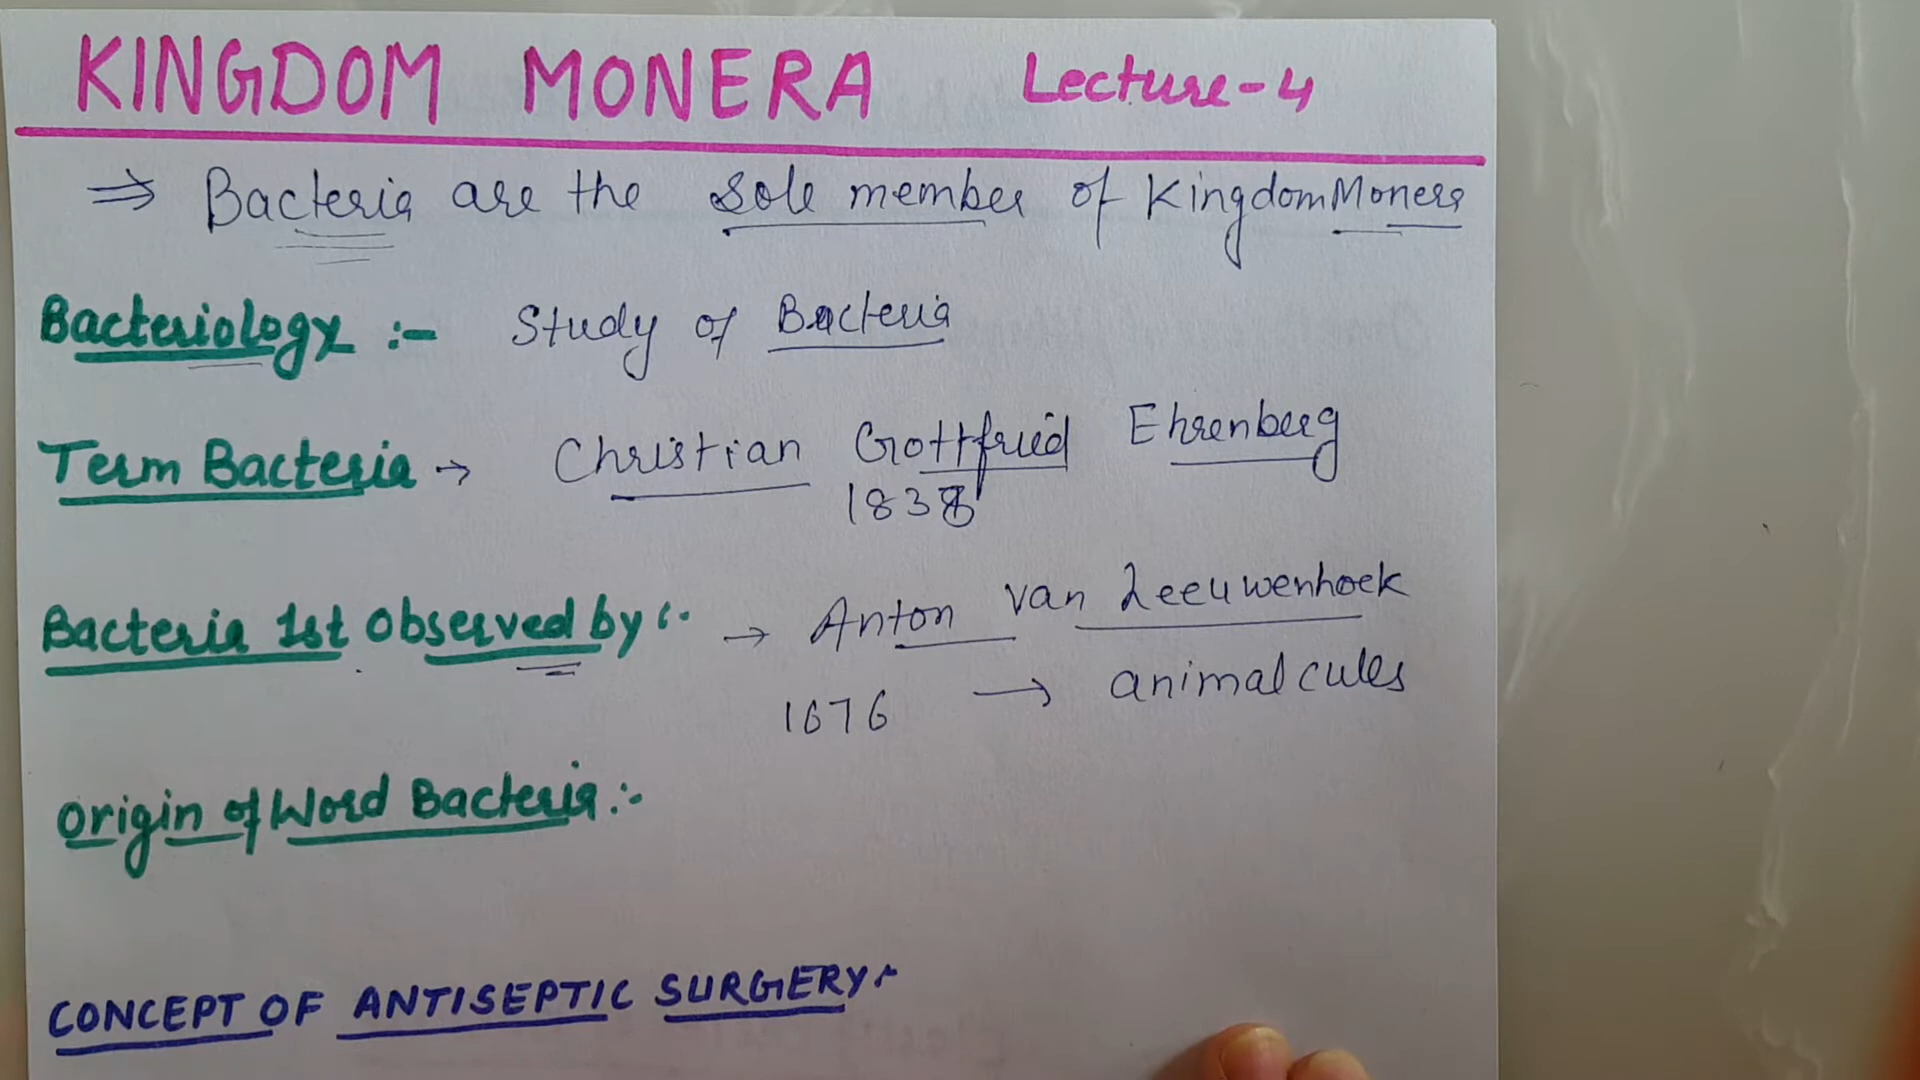 KINGDOM MONERA Lecture-4
⇒ Bacteria are the sole member of Kingdom Monera
Bacteriology :- Study of Bacteria
Term Bacteria → Christian Gottfried Ehrenberg
1838
Bacteria 1st Observed by :- → Anton van Leeuwenhoek
1676 → animalcules
Origin of Word Bacteria :-
CONCEPT OF ANTISEPTIC SURGERY:-